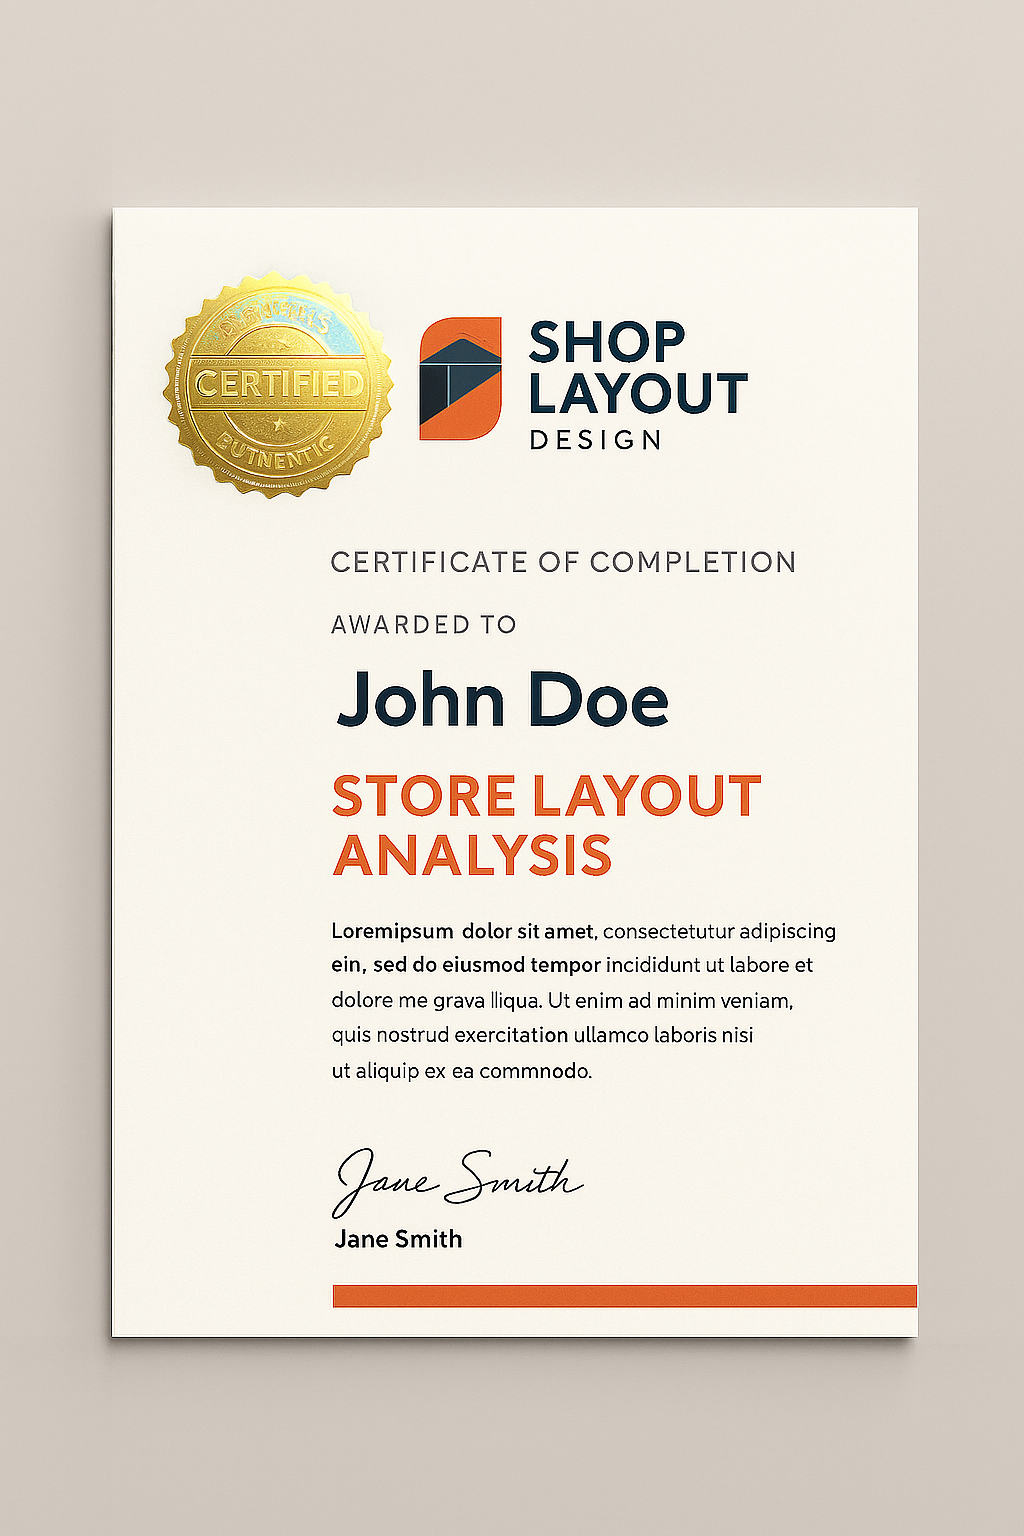 CERTIFIED
BUTNENTIC
SHOP
LAYOUT
DESIGN
CERTIFICATE OF COMPLETION
AWARDED TO
John Doe
STORE LAYOUT
ANALYSIS
Loremipsum dolor sit amet, consectetutur adipiscing
ein, sed do eiusmod tempor incididunt ut labore et
dolore me grava lliqua. Ut enim ad minim veniam,
quis nostrud exercitation ullamco laboris nisi
ut aliquip ex ea commnodo.
Jane Smith
Jane Smith